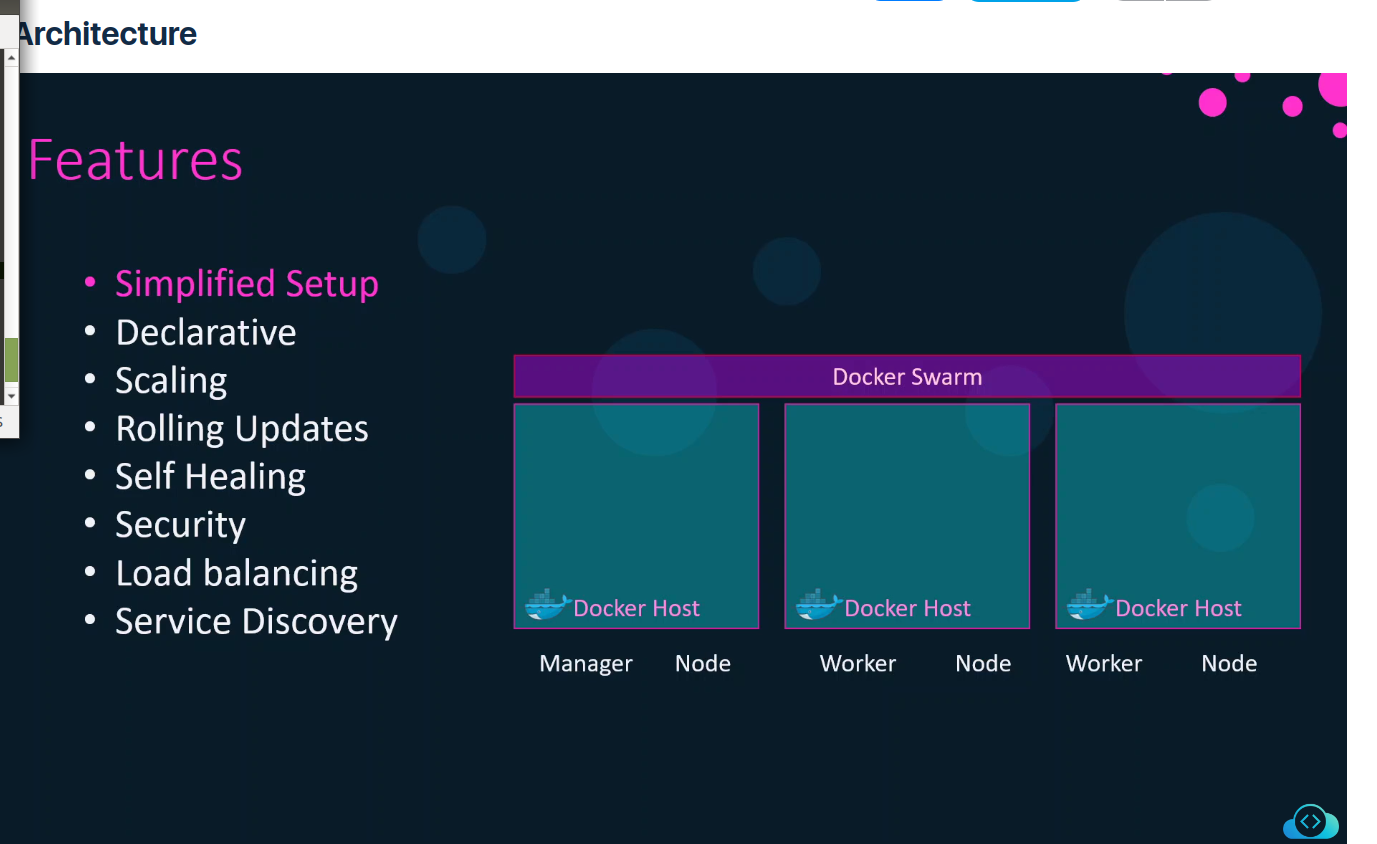 Architecture
Features
• Simplified Setup
• Declarative
• Scaling
• Rolling Updates
• Self Healing
• Security
• Load balancing
• Service Discovery
Docker Swarm
Docker Host Docker Host Docker Host
Manager Node Worker Node Worker Node